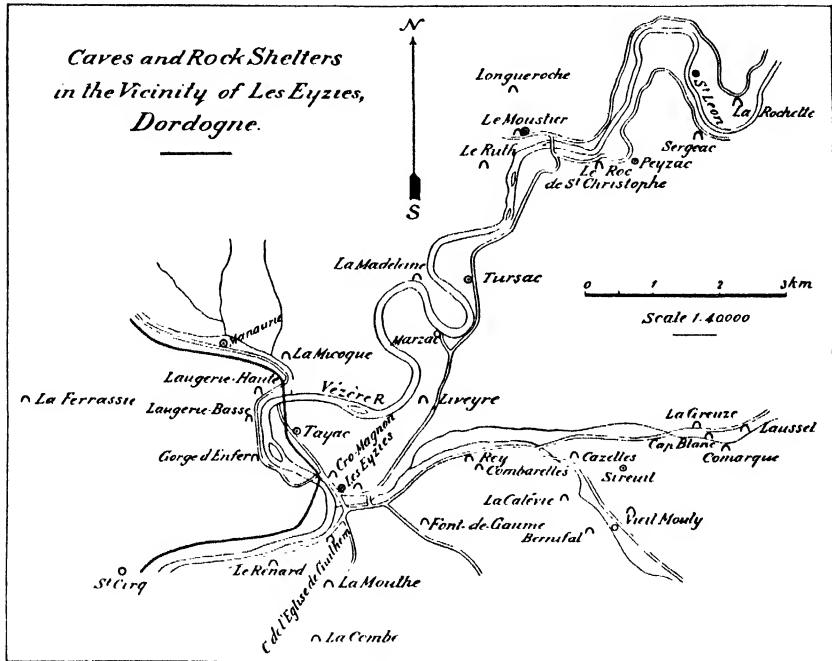 Caves and Rock Shelters
in the Vicinity of Les Eyzies,
Dordogne.
N
S
Longueroche
Le Moustier
Le Ruth
St Léon
La Rochette
Sergeac
Peyzac
Le Roc
de St Christophe
La Madeleine
Tursac
0 1 2 3 km
Scale 1:40000
Manaurie
La Micoque
Marzac
Laugerie-Haute
Vézère R.
La Ferrassie
Laugerie-Basse
Liveyre
Tayac
Cro-Magnon
Les Eyzies
Gorge d'Enfer
La Greuze
Laussel
Cap Blanc
Comarque
Rey
Combarelles
Cazelles
Sireuil
La Calévie
Font-de-Gaume
Bernifal
Vieil Mouly
St Cirq
Le Renard
C. de l'Eglise de Guilhem
La Mouthe
La Combe